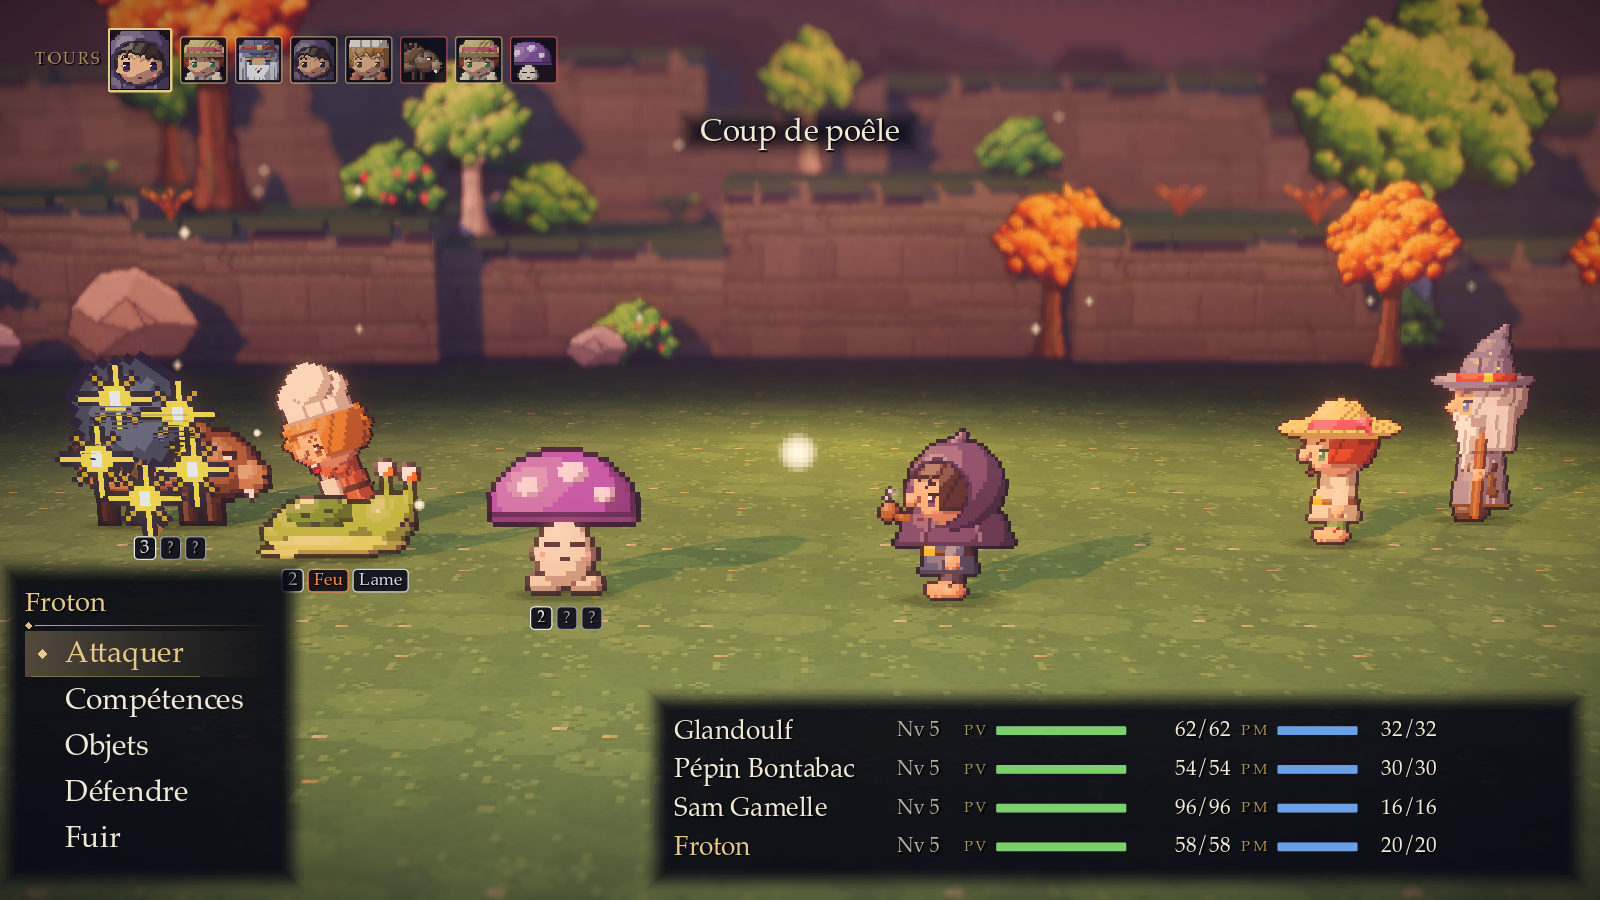 TOURS
Coup de poêle
3 ? ?
2 Feu Lame
2 ? ?
Froton
Attaquer
Compétences
Objets
Défendre
Fuir
Glandoulf Nv 5 PV 62/62 PM 32/32
Pépin Bontabac Nv 5 PV 54/54 PM 30/30
Sam Gamelle Nv 5 PV 96/96 PM 16/16
Froton Nv 5 PV 58/58 PM 20/20